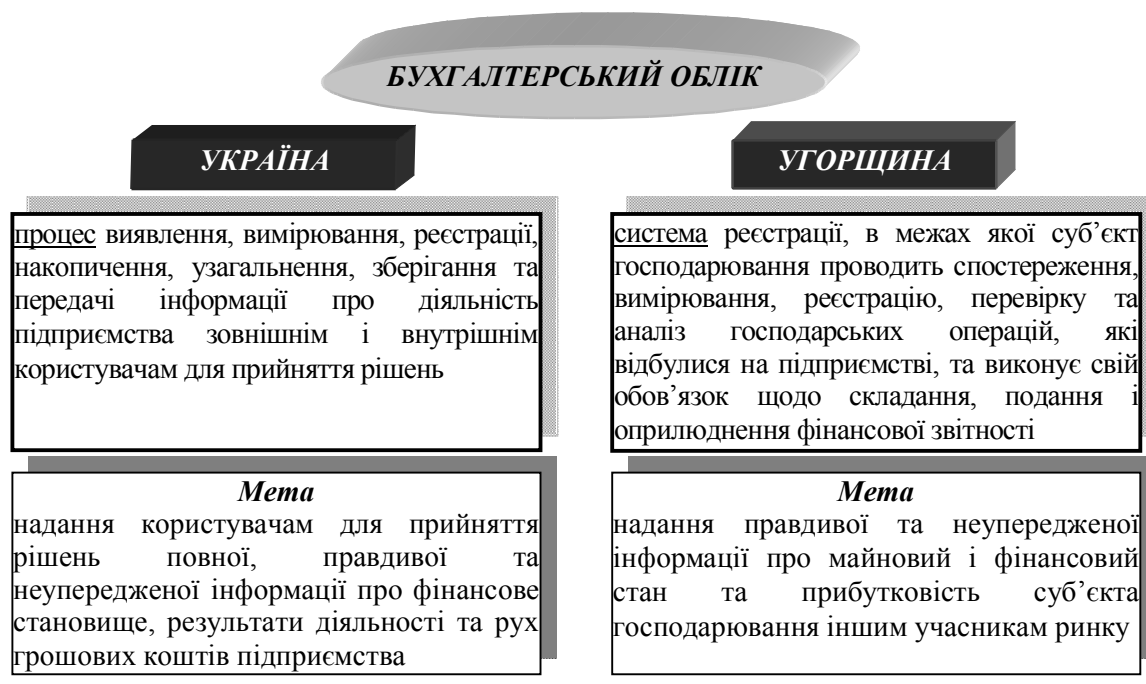 БУХГАЛТЕРСЬКИЙ ОБЛІК
УКРАЇНА
процес виявлення, вимірювання, реєстрації,
накопичення, узагальнення, зберігання та
передачі інформації про діяльність
підприємства зовнішнім і внутрішнім
користувачам для прийняття рішень
Мета
надання користувачам для прийняття
рішень повної, правдивої та
неупередженої інформації про фінансове
становище, результати діяльності та рух
грошових коштів підприємства
УГОРЩИНА
система реєстрації, в межах якої суб’єкт
господарювання проводить спостереження,
вимірювання, реєстрацію, перевірку та
аналіз господарських операцій, які
відбулися на підприємстві, та виконує свій
обов’язок щодо складання, подання і
оприлюднення фінансової звітності
Мета
надання правдивої та неупередженої
інформації про майновий і фінансовий
стан та прибутковість суб’єкта
господарювання іншим учасникам ринку